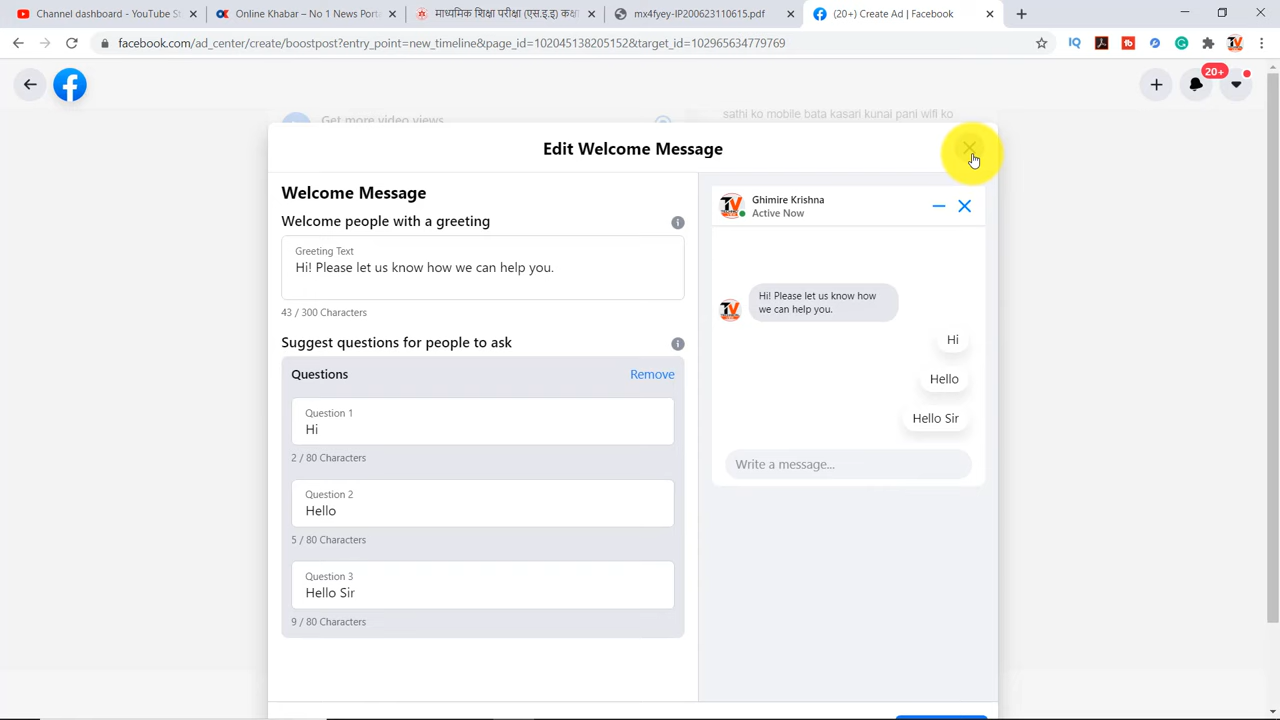 Channel dashboard - YouTube St
Online Khabar – No 1 News Port
माध्यमिक शिक्षा परीक्षा (एस.इ.इ) कक्षा
mx4fyey-IP200623110615.pdf
(20+) Create Ad | Facebook
facebook.com/ad_center/create/boostpost?entry_point=new_timeline&page_id=102045138205152&target_id=102965634779769
20+
Get more video views
sathi ko mobile bata kasari kunai pani wifi ko
Edit Welcome Message
Welcome Message
Welcome people with a greeting
Greeting Text
Hi! Please let us know how we can help you.
43 / 300 Characters
Suggest questions for people to ask
Questions
Remove
Question 1
Hi
2 / 80 Characters
Question 2
Hello
5 / 80 Characters
Question 3
Hello Sir
9 / 80 Characters
Ghimire Krishna
Active Now
Hi! Please let us know how
we can help you.
Hi
Hello
Hello Sir
Write a message...